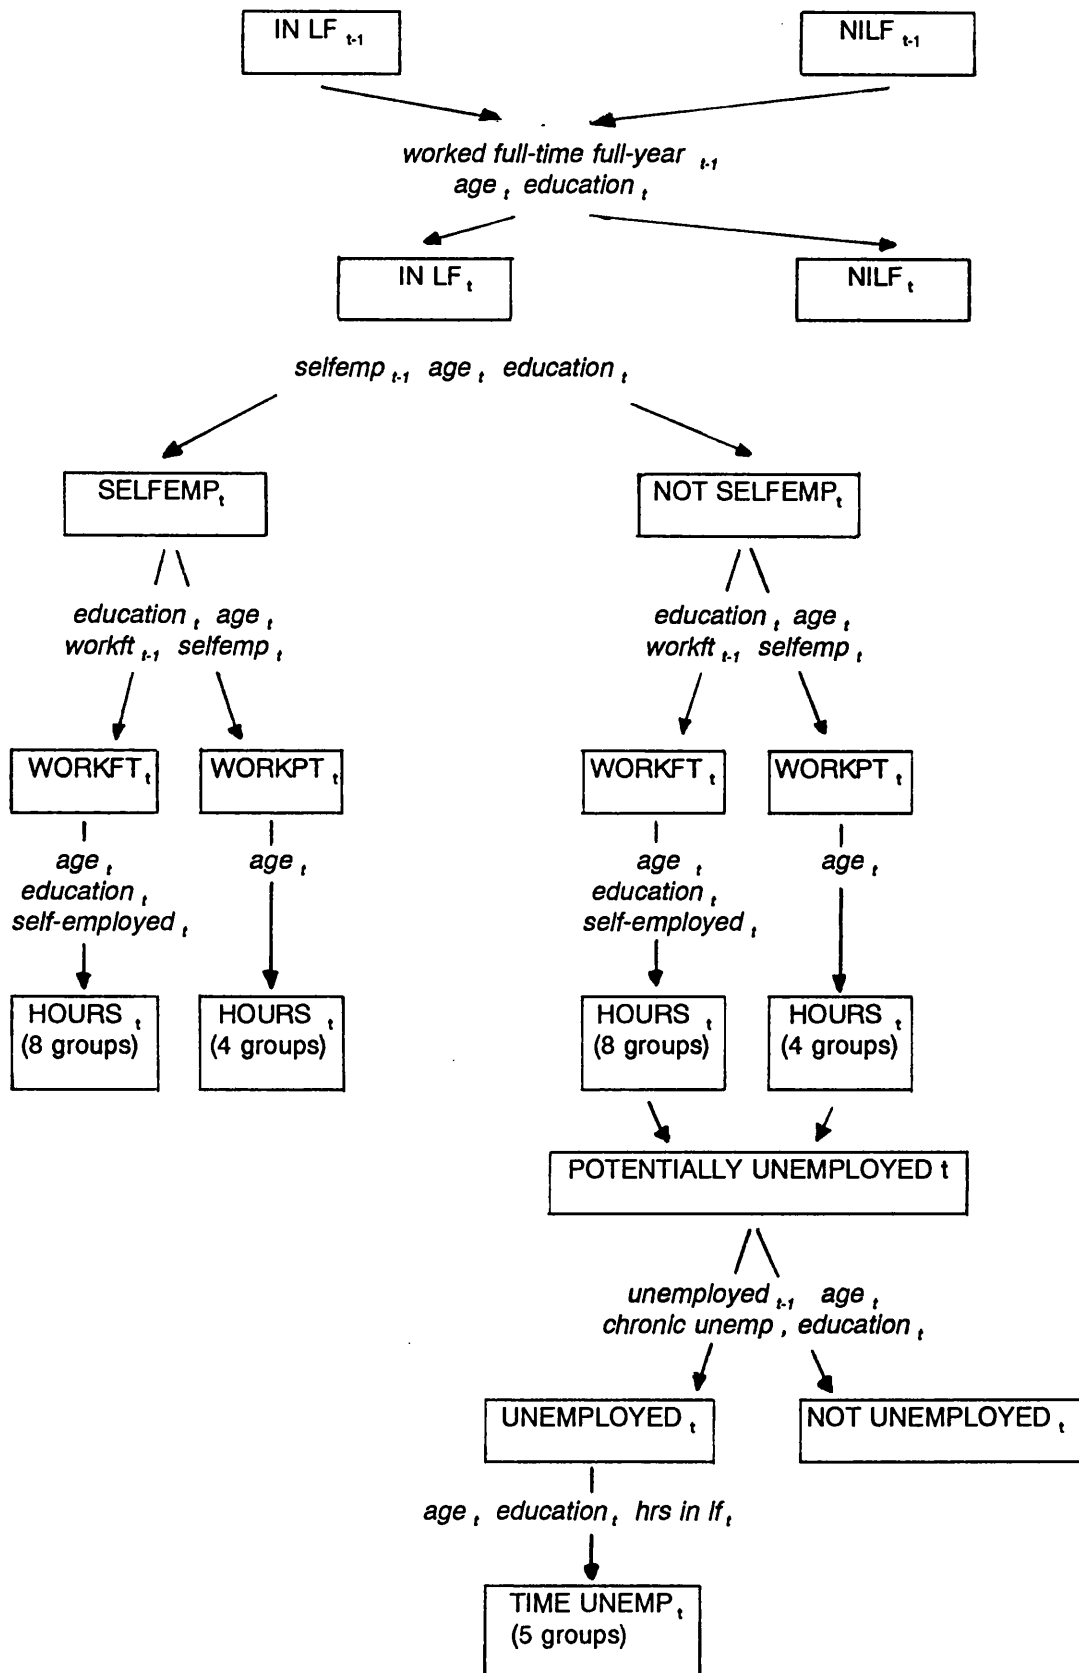 IN LF t-1
NILF t-1
worked full-time full-year t-1
age t education t
IN LF t
NILF t
selfemp t-1 age t education t
SELFEMP t
NOT SELFEMP t
education t age t
workft t-1 selfemp t
education t age t
workft t-1 selfemp t
WORKFT t
WORKPT t
WORKFT t
WORKPT t
age t
education t
self-employed t
age t
age t
education t
self-employed t
age t
HOURS t
(8 groups)
HOURS t
(4 groups)
HOURS t
(8 groups)
HOURS t
(4 groups)
POTENTIALLY UNEMPLOYED t
unemployed t-1 age t
chronic unemp , education t
UNEMPLOYED t
NOT UNEMPLOYED t
age t education t hrs in lf t
TIME UNEMP t
(5 groups)